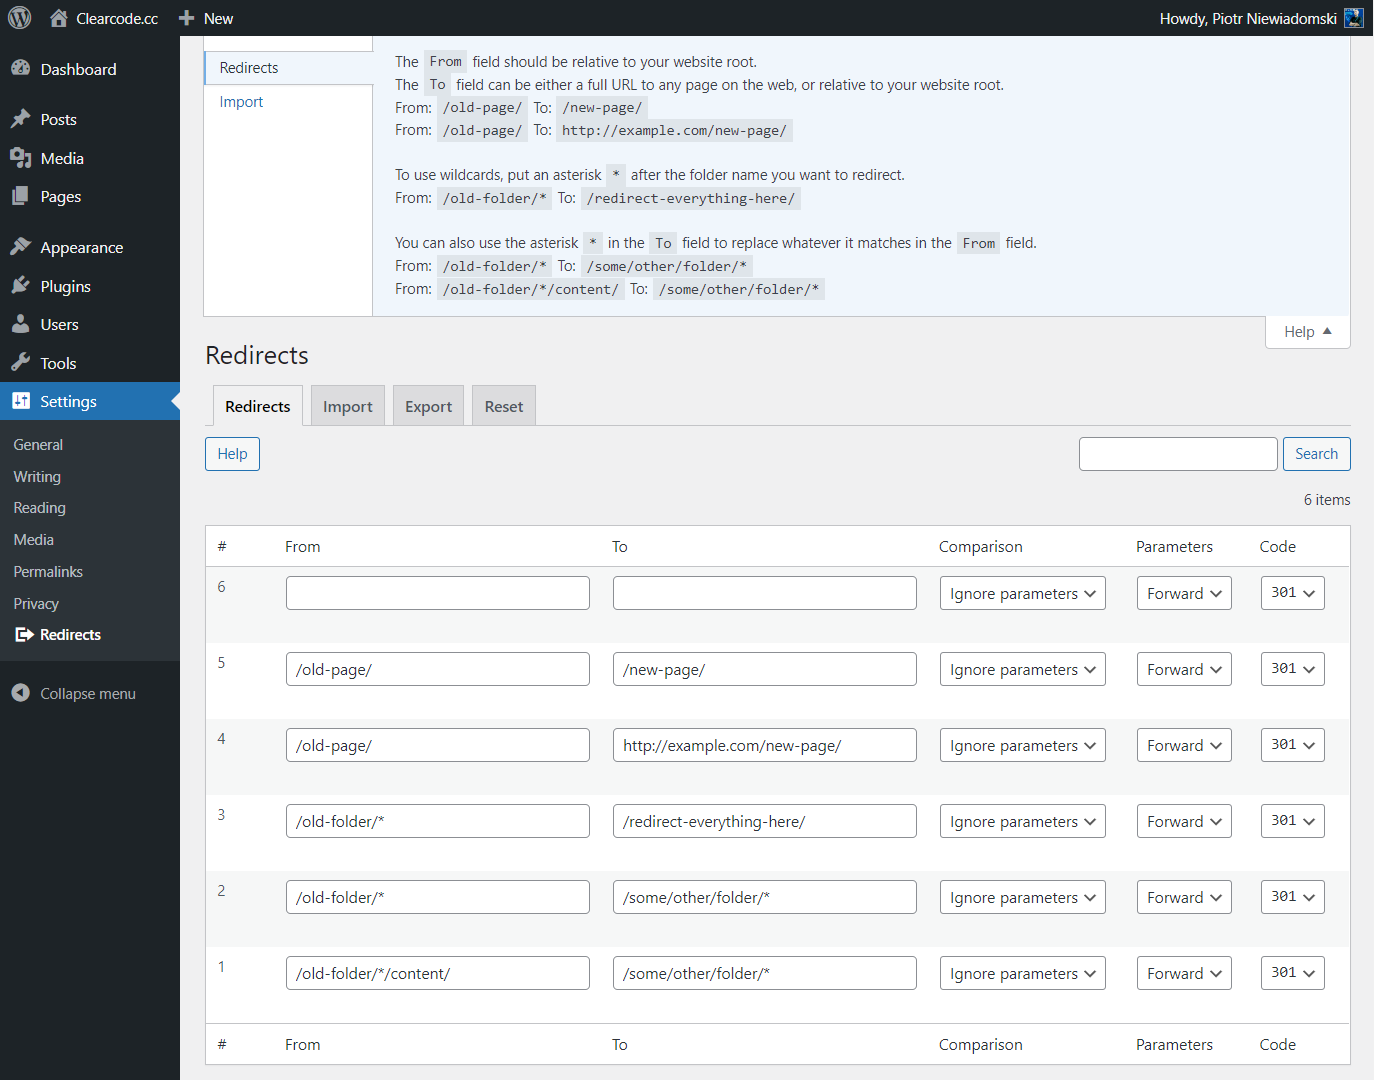 Clearcode.cc
New
Howdy, Piotr Niewiadomski
Dashboard
Posts
Media
Pages
Appearance
Plugins
Users
Tools
Settings
General
Writing
Reading
Media
Permalinks
Privacy
Redirects
Collapse menu
Redirects
Import
The From field should be relative to your website root.
The To field can be either a full URL to any page on the web, or relative to your website root.
From: /old-page/ To: /new-page/
From: /old-page/ To: http://example.com/new-page/
To use wildcards, put an asterisk * after the folder name you want to redirect.
From: /old-folder/* To: /redirect-everything-here/
You can also use the asterisk * in the To field to replace whatever it matches in the From field.
From: /old-folder/* To: /some/other/folder/*
From: /old-folder/*/content/ To: /some/other/folder/*
Help
Redirects
Redirects Import Export Reset
Help
Search
6 items
# From To Comparison Parameters Code
6 Ignore parameters Forward 301
5 /old-page/ /new-page/ Ignore parameters Forward 301
4 /old-page/ http://example.com/new-page/ Ignore parameters Forward 301
3 /old-folder/* /redirect-everything-here/ Ignore parameters Forward 301
2 /old-folder/* /some/other/folder/* Ignore parameters Forward 301
1 /old-folder/*/content/ /some/other/folder/* Ignore parameters Forward 301
# From To Comparison Parameters Code